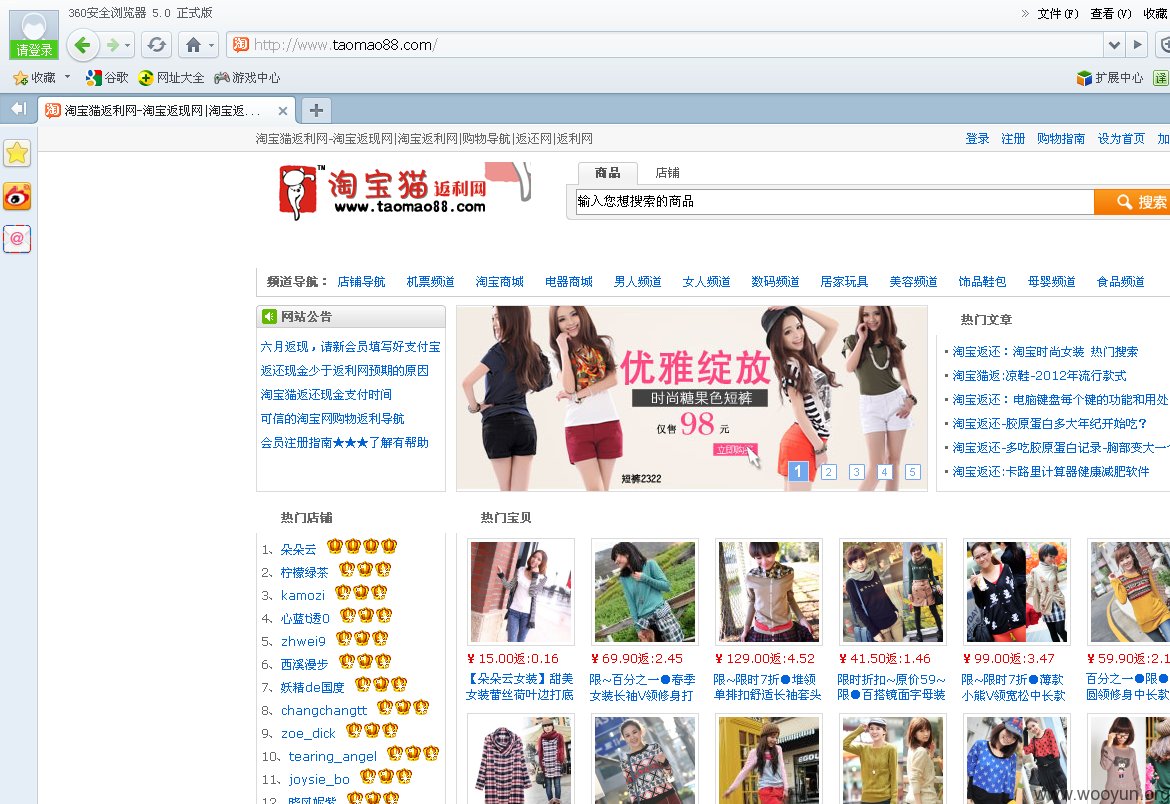 360安全浏览器 5.0 正式版
» 文件(F) 查看(V) 收藏
请登录
http://www.taomao88.com/
收藏 谷歌 网址大全 游戏中心 扩展中心 译
淘宝猫返利网-淘宝返现网|淘宝返...
淘宝猫返利网-淘宝返现网|淘宝返利网|购物导航|返还网|返利网
登录 注册 购物指南 设为首页 加
淘宝猫返利网 TM
www.taomao88.com
商品 店铺
输入您想搜索的商品
搜索
频道导航： 店铺导航 机票频道 淘宝商城 电器商城 男人频道 女人频道 数码频道 居家玩具 美容频道 饰品鞋包 母婴频道 食品频道
网站公告
六月返现，请新会员填写好支付宝
返还现金少于返利网预期的原因
淘宝猫返还现金支付时间
可信的淘宝网购物返利导航
会员注册指南★★★了解有帮助
优雅绽放
时尚糖果色短裤
仅售98元
立即购买
短裤2322
1 2 3 4 5
热门文章
淘宝返还：淘宝时尚女装 热门搜索
淘宝猫返:凉鞋-2012年流行款式
淘宝返还：电脑键盘每个键的功能和用处
淘宝返还-胶原蛋白多大年纪开始吃?
淘宝返还-多吃胶原蛋白记录-胸部变大一
淘宝返还:卡路里计算器健康减肥软件
热门店铺
1、朵朵云
2、柠檬绿茶
3、kamozi
4、心蓝t透0
5、zhwei9
6、西溪漫步
7、妖精de国度
8、changchangtt
9、zoe_dick
10、tearing_angel
11、joysie_bo
12、晓风妮紫
热门宝贝
¥ 15.00返:0.16
【朵朵云女装】甜美
女装蕾丝荷叶边打底
¥ 69.90返:2.45
限~百分之一●春季
女装长袖V领修身打
¥ 129.00返:4.52
限~限时7折●堆领
单排扣舒适长袖套头
¥ 41.50返:1.46
限时折扣~原价59~
限●百搭镜面字母装
¥ 99.00返:3.47
限~限时7折●薄款
小熊V领宽松中长款
¥ 59.90返:2.1
百分之一●限●
圆领修身中长款
www.wooyun.org